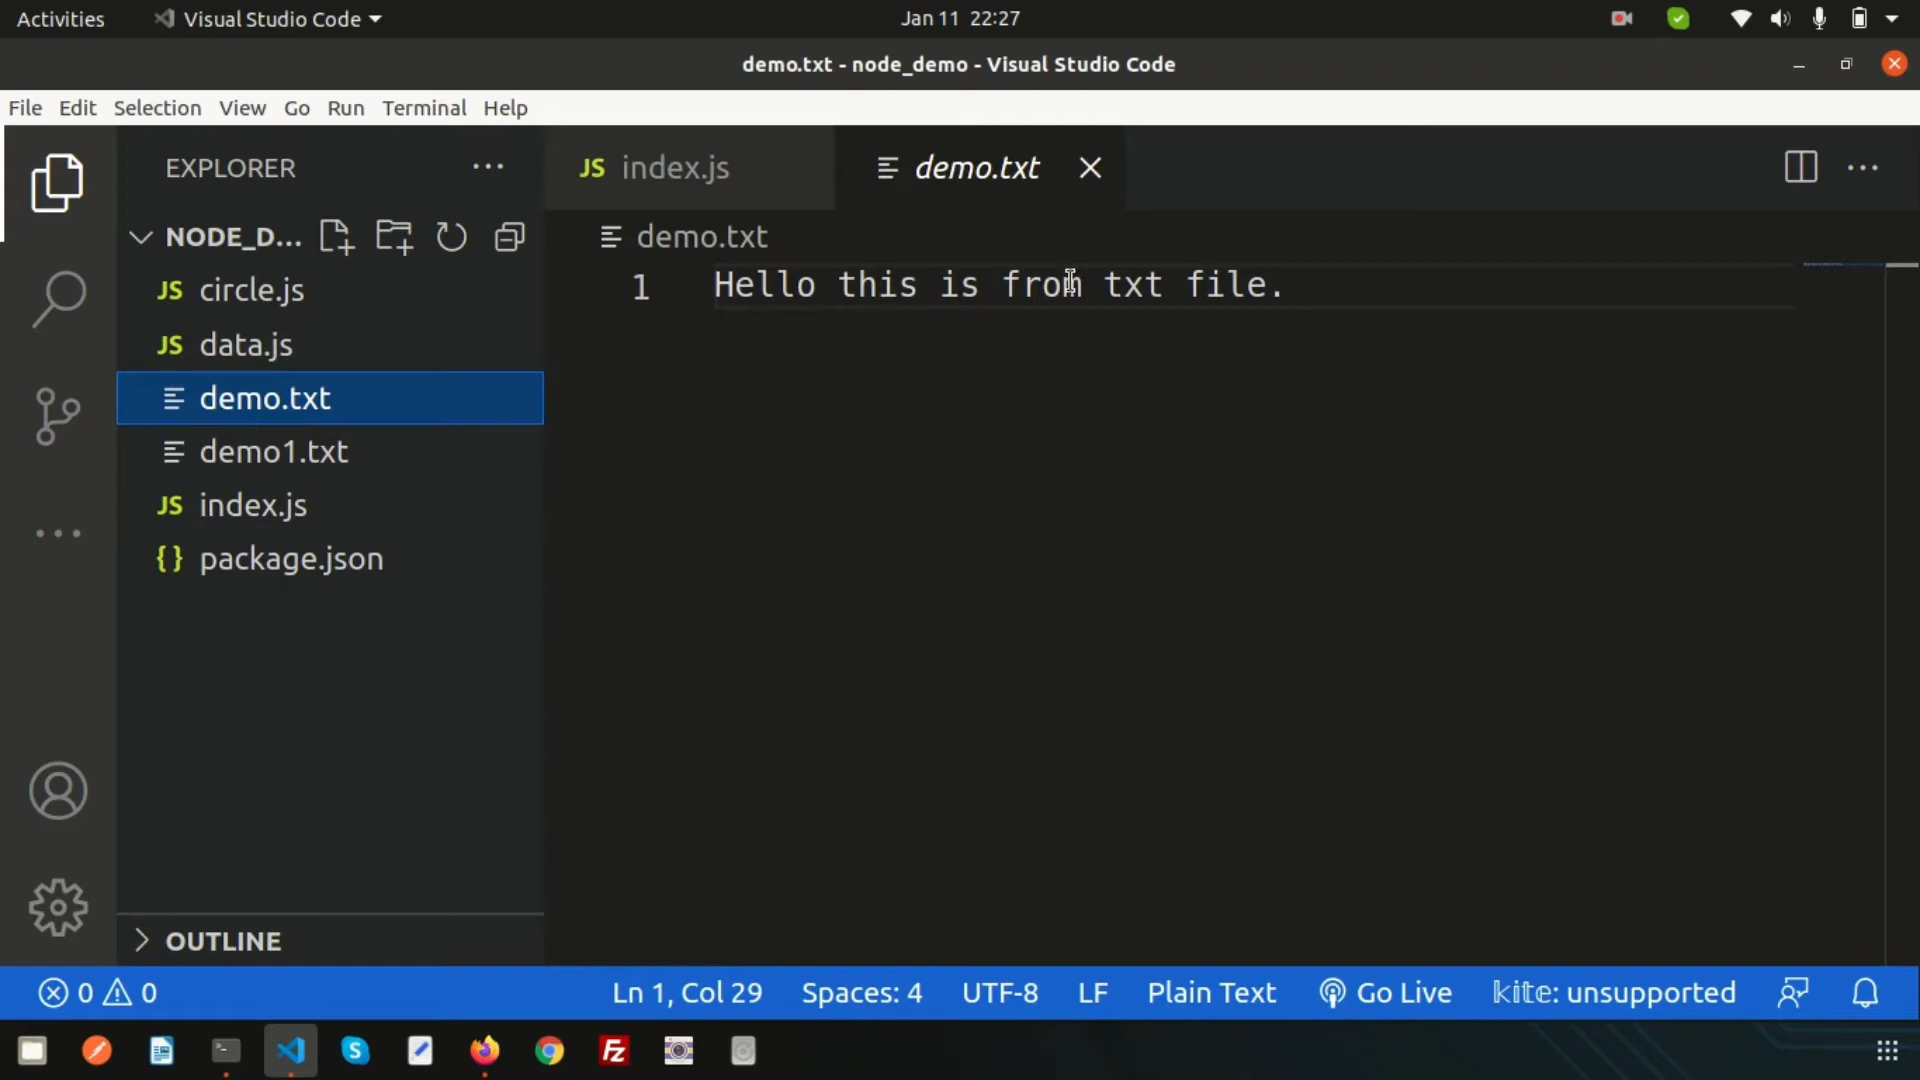 Activities
Visual Studio Code
Jan 11 22:27
demo.txt - node_demo - Visual Studio Code
File Edit Selection View Go Run Terminal Help
EXPLORER
JS index.js
demo.txt
NODE_D...
demo.txt
JS circle.js
JS data.js
demo.txt
demo1.txt
JS index.js
{} package.json
OUTLINE
1 Hello this is from txt file.
0 0
Ln 1, Col 29
Spaces: 4
UTF-8
LF
Plain Text
Go Live
kite: unsupported
S
Fz